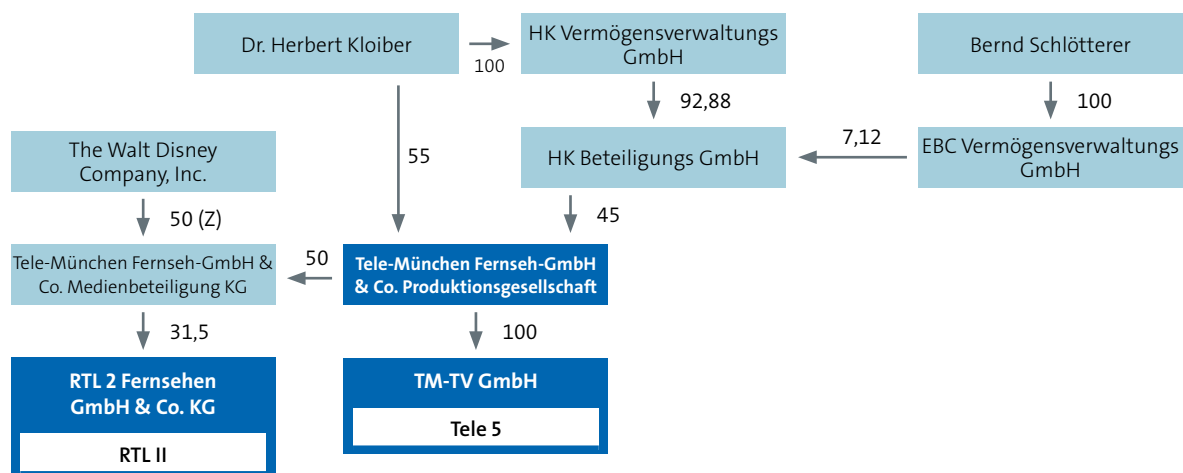 Dr. Herbert Kloiber
100
HK Vermögensverwaltungs
GmbH
Bernd Schlötterer
92,88
100
The Walt Disney
Company, Inc.
55
HK Beteiligungs GmbH
7,12
EBC Vermögensverwaltungs
GmbH
50 (Z)
45
Tele-München Fernseh-GmbH &
Co. Medienbeteiligung KG
50
Tele-München Fernseh-GmbH
& Co. Produktionsgesellschaft
31,5
100
RTL 2 Fernsehen
GmbH & Co. KG
RTL II
TM-TV GmbH
Tele 5